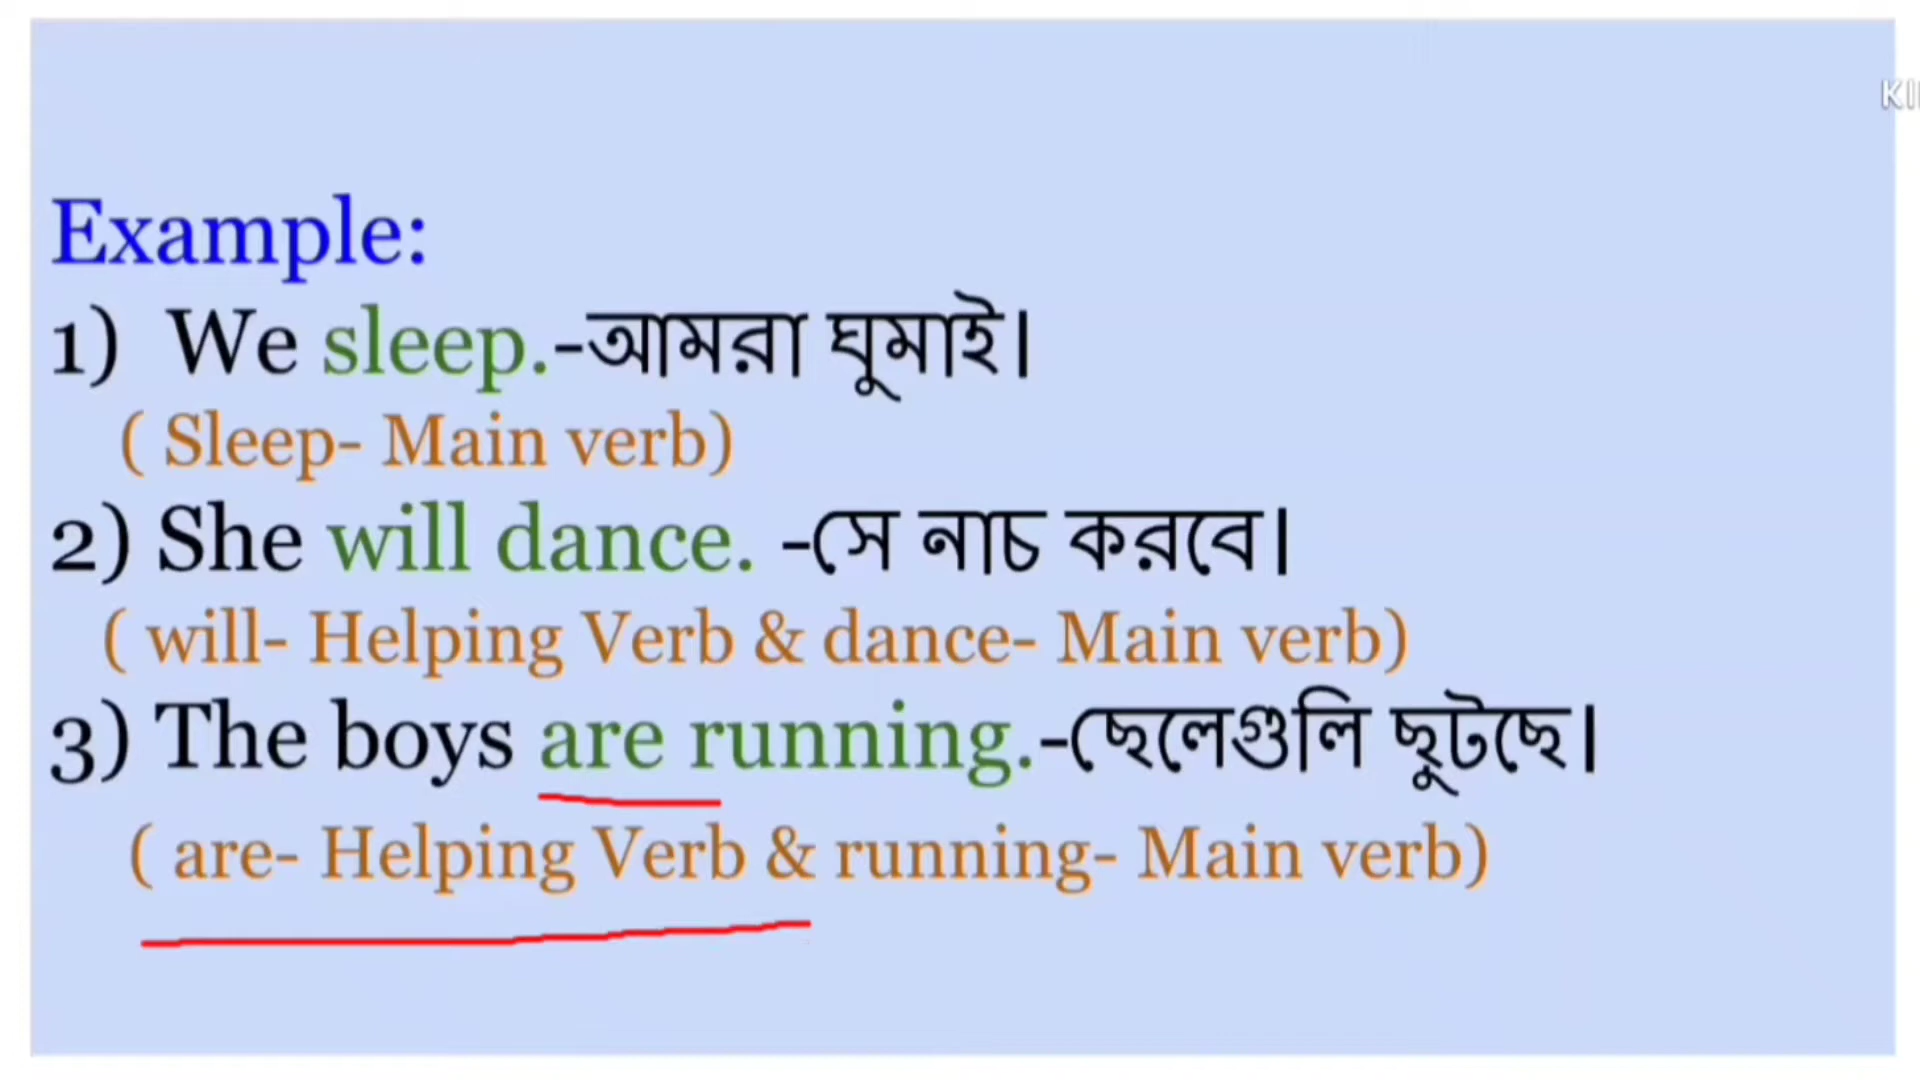 KI
Example:
1) We sleep.-আমরা ঘুমাই।
( Sleep- Main verb)
2) She will dance. -সে নাচ করবে।
( will- Helping Verb & dance- Main verb)
3) The boys are running.-ছেলেগুলি ছুটছে।
( are- Helping Verb & running- Main verb)